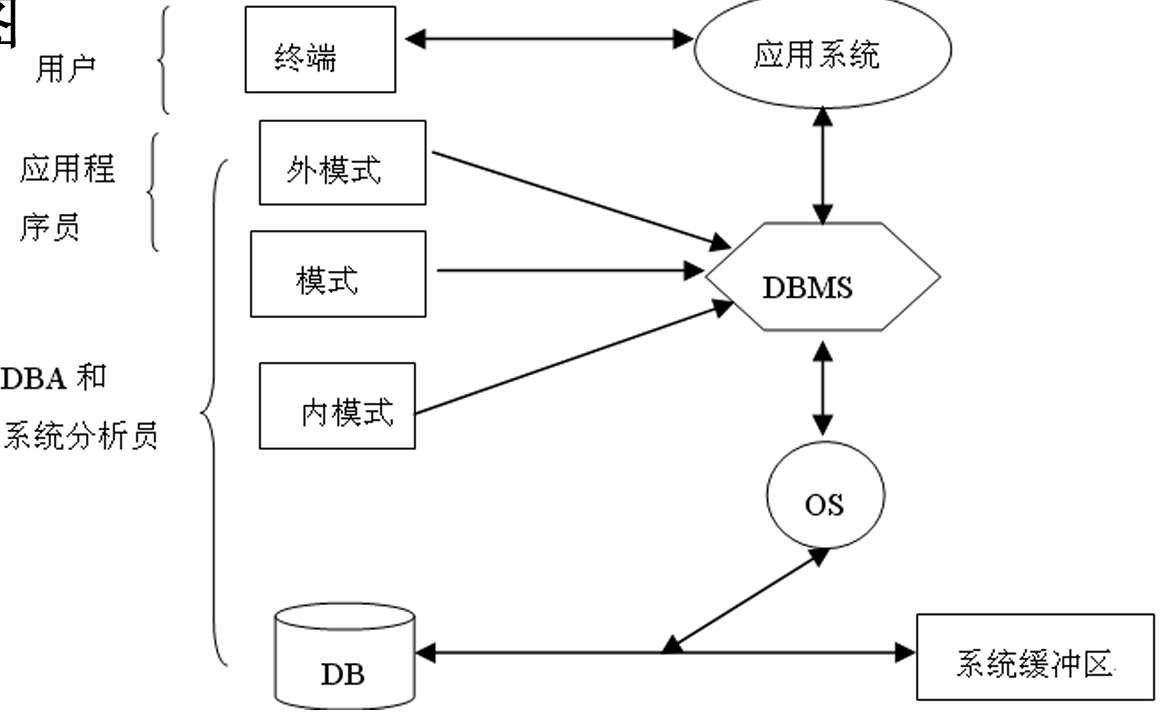 图
用户
终端
应用系统
应用程
序员
外模式
模式
DBMS
DBA 和
系统分析员
内模式
OS
DB
系统缓冲区